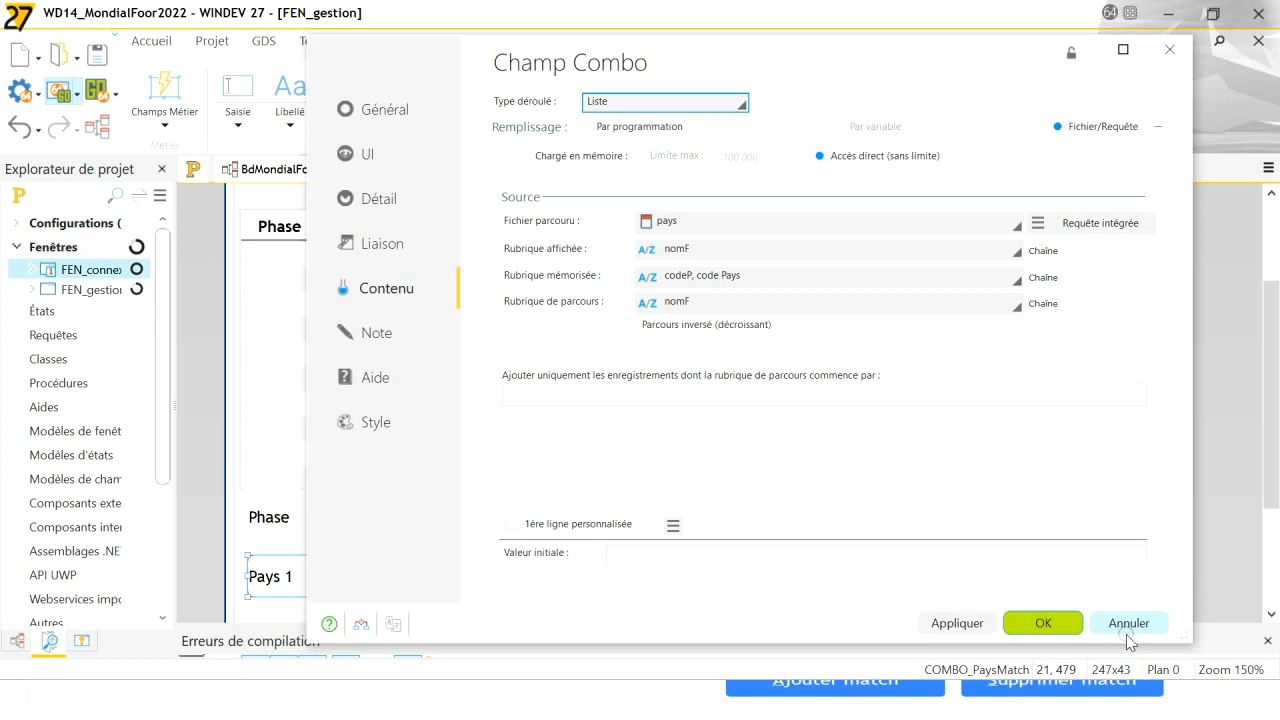 WD14_MondialFoor2022 - WINDEV 27 - [FEN_gestion]
64
27
Accueil
Projet
GDS
Champs Métier
Saisie
Libellé
Métier
Explorateur de projet
BdMondialFo
Configurations (
Fenêtres
FEN_conne
FEN_gestion
États
Requêtes
Classes
Procédures
Aides
Modèles de fenêt
Modèles d'états
Modèles de cham
Composants exte
Composants inter
Assemblages .NE
API UWP
Webservices impo
Autres
Phase
Phase
Pays 1
Général
UI
Détail
Liaison
Contenu
Note
Aide
Style
Champ Combo
Type déroulé :
Liste
Remplissage :
Par programmation
Par variable
Fichier/Requête
Chargé en mémoire :
Limite max :
100 000
Accès direct (sans limite)
Source
Fichier parcouru :
pays
Requête intégrée
Rubrique affichée :
A/Z
nomF
Chaîne
Rubrique mémorisée :
A/Z
codeP, code Pays
Chaîne
Rubrique de parcours :
A/Z
nomF
Chaîne
Parcours inversé (décroissant)
Ajouter uniquement les enregistrements dont la rubrique de parcours commence par :
1ère ligne personnalisée
Valeur initiale :
Appliquer
OK
Annuler
Erreurs de compilation
COMBO_PaysMatch
21, 479
247x43
Plan 0
Zoom 150%
Ajouter match
Supprimer match